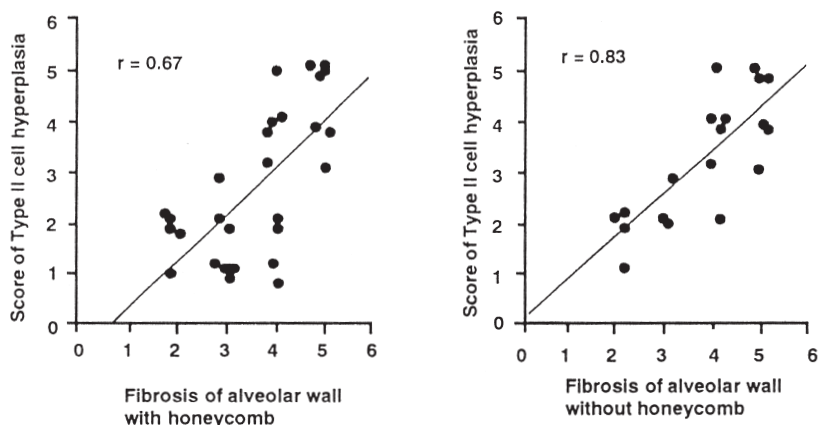 Score of Type II cell hyperplasia
6
5
4
3
2
1
0
r = 0.67
0 1 2 3 4 5 6
Fibrosis of alveolar wall
with honeycomb
Score of Type II cell hyperplasia
6
5
4
3
2
1
0
r = 0.83
0 1 2 3 4 5 6
Fibrosis of alveolar wall
without honeycomb